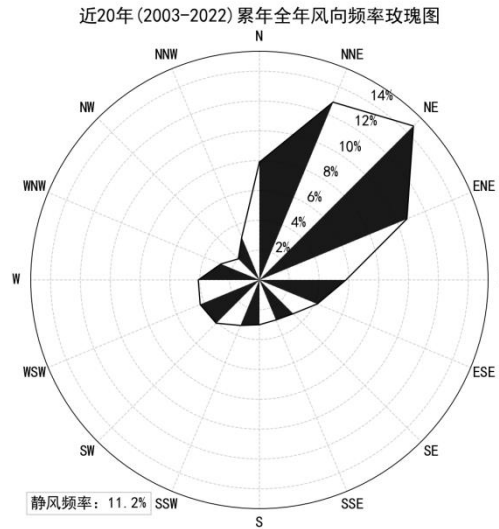 近20年(2003-2022)累年全年风向频率玫瑰图
N
NNW
NNE
14%
NW
NE
12%
10%
8%
WNW
ENE
6%
4%
2%
W
WSW
ESE
SW
SE
静风频率: 11.2%
SSW
SSE
S